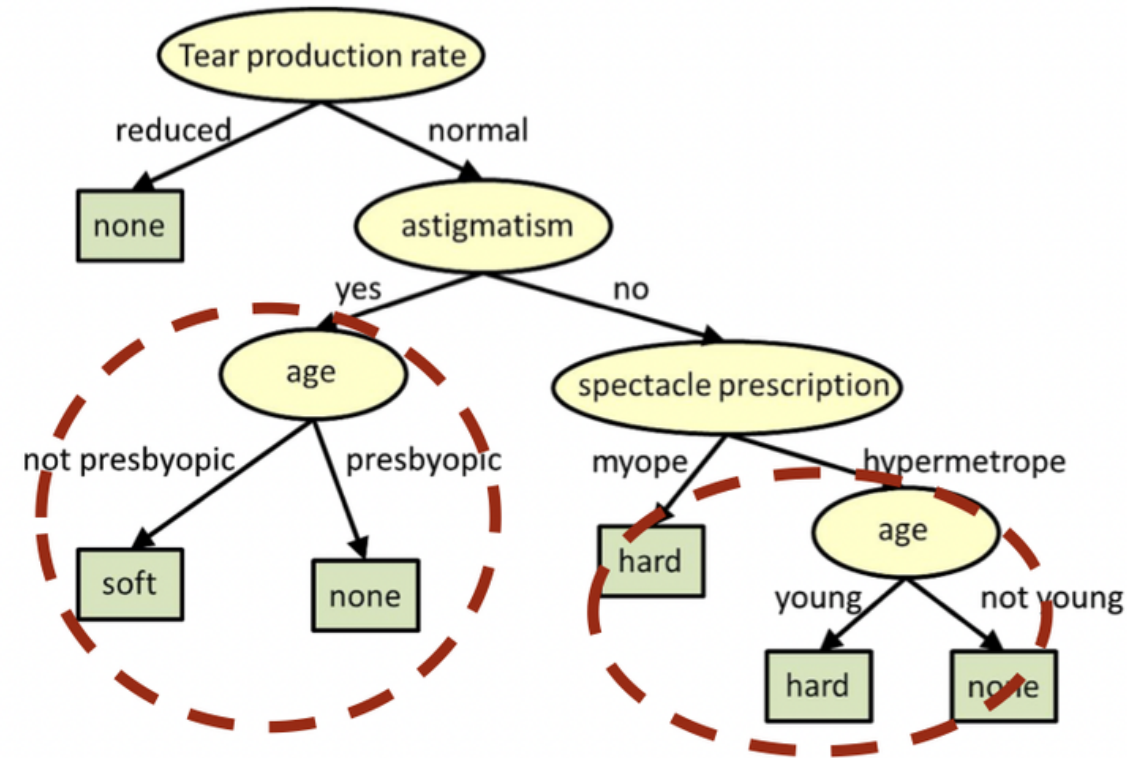 Tear production rate
reduced
normal
none
astigmatism
yes
no
age
spectacle prescription
not presbyopic
presbyopic
myope
hypermetrope
soft
none
hard
age
young
not young
hard
none